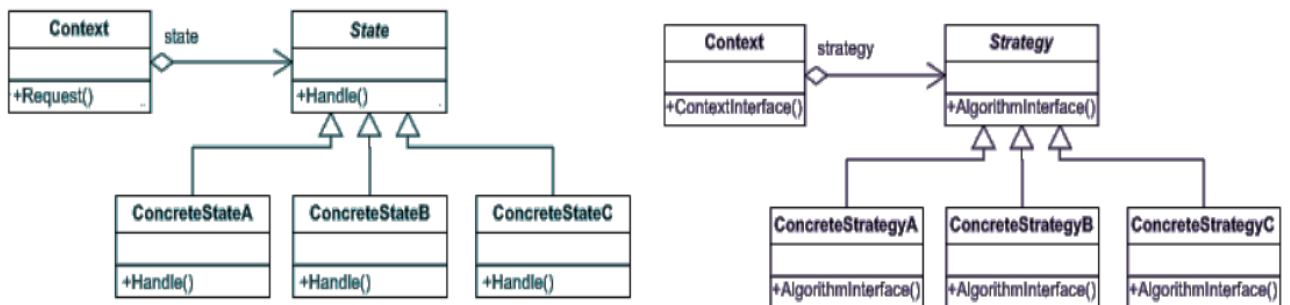 Context
state
State
+Request()
+Handle()
ConcreteStateA
ConcreteStateB
ConcreteStateC
+Handle()
+Handle()
+Handle()
Context
strategy
Strategy
+ContextInterface()
+AlgorithmInterface()
ConcreteStrategyA
ConcreteStrategyB
ConcreteStrategyC
+AlgorithmInterface()
+AlgorithmInterface()
+AlgorithmInterface()